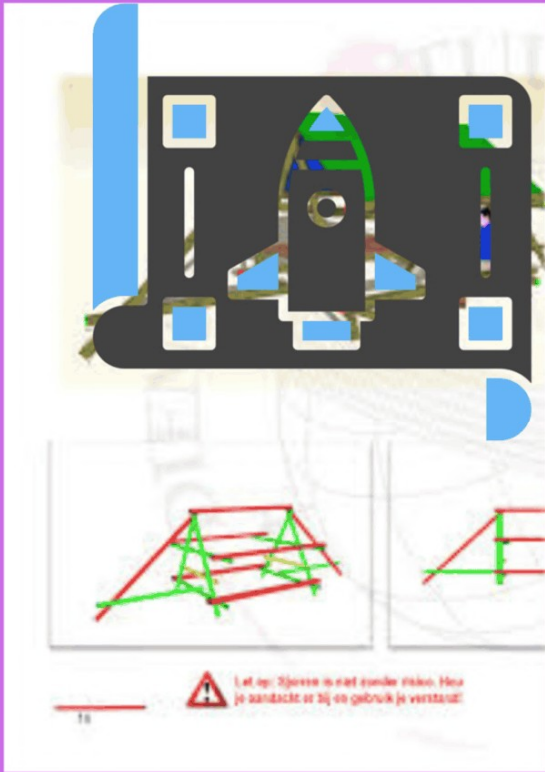 Let op: Sjorren is niet zonder risico. Hou
je aandacht er bij en gebruik je verstand!